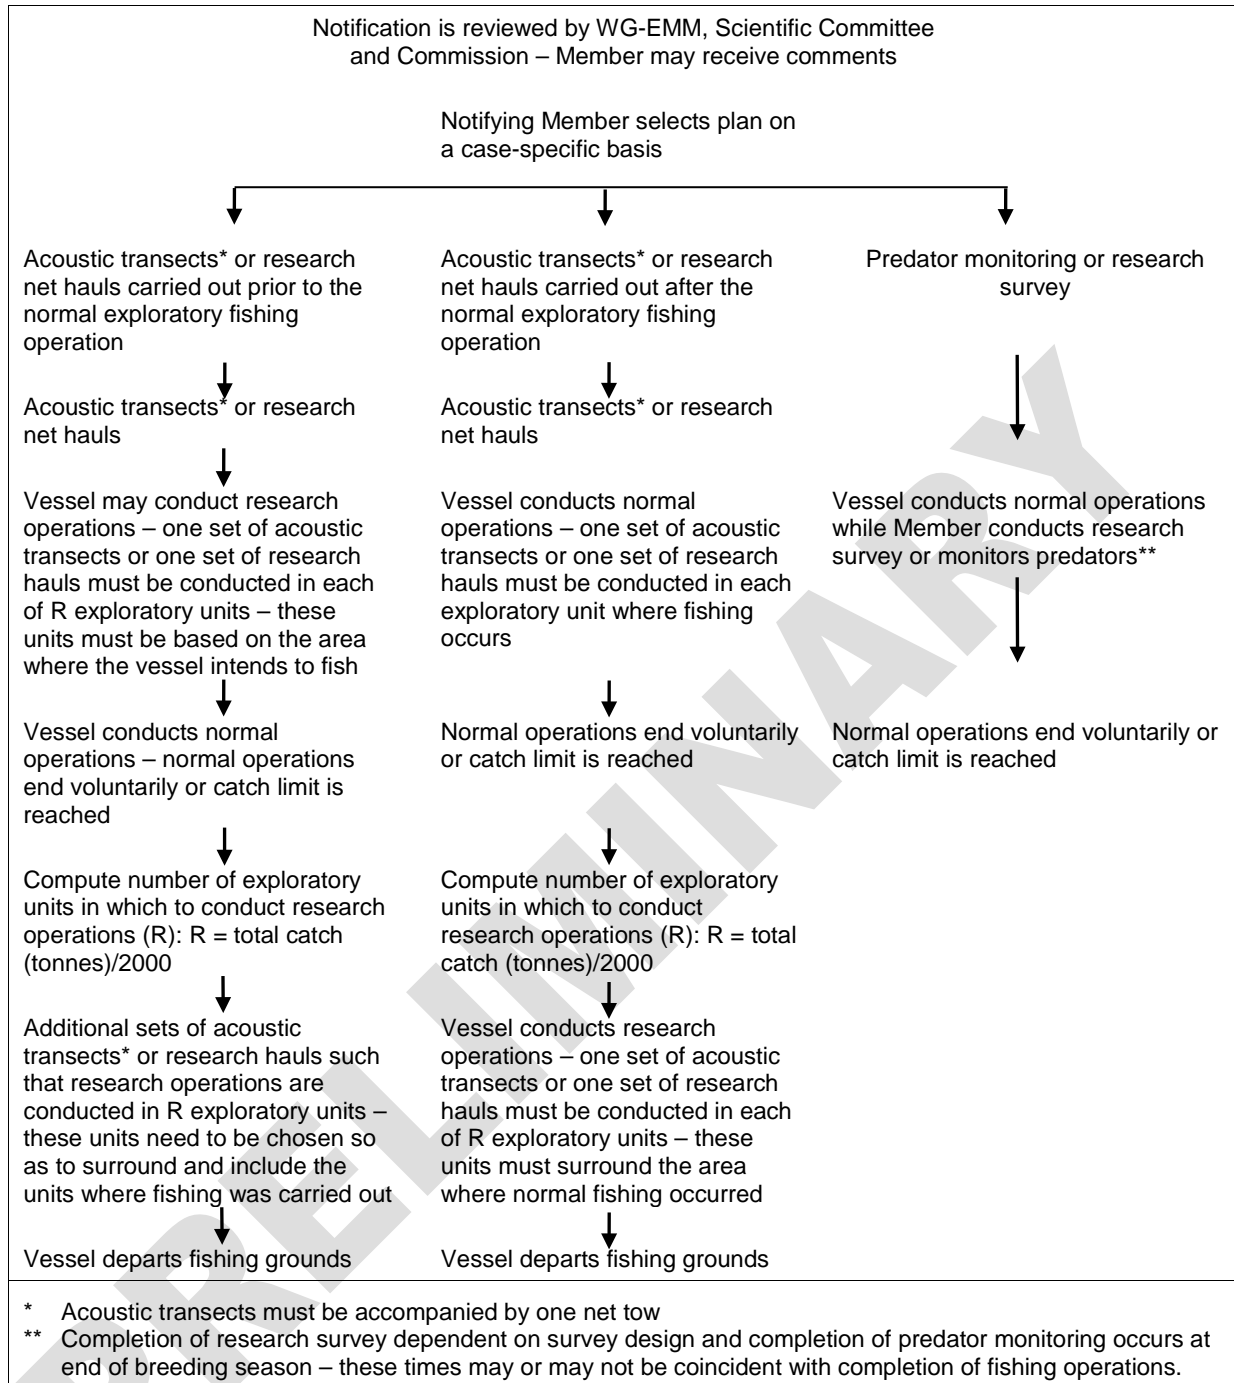 Notification is reviewed by WG-EMM, Scientific Committee
and Commission – Member may receive comments
Notifying Member selects plan on
a case-specific basis
Acoustic transects* or research
net hauls carried out prior to the
normal exploratory fishing
operation
Acoustic transects* or research
net hauls
Vessel may conduct research
operations – one set of acoustic
transects or one set of research
hauls must be conducted in each
of R exploratory units – these
units must be based on the area
where the vessel intends to fish
Vessel conducts normal
operations – normal operations
end voluntarily or catch limit is
reached
Compute number of exploratory
units in which to conduct research
operations (R): R = total catch
(tonnes)/2000
Additional sets of acoustic
transects* or research hauls such
that research operations are
conducted in R exploratory units –
these units need to be chosen so
as to surround and include the
units where fishing was carried out
Vessel departs fishing grounds
Acoustic transects* or research
net hauls carried out after the
normal exploratory fishing
operation
Acoustic transects* or research
net hauls
Vessel conducts normal
operations – one set of acoustic
transects or one set of research
hauls must be conducted in each
exploratory unit where fishing
occurs
Normal operations end voluntarily
or catch limit is reached
Compute number of exploratory
units in which to conduct
research operations (R): R = total
catch (tonnes)/2000
Vessel conducts research
operations – one set of acoustic
transects or one set of research
hauls must be conducted in each
of R exploratory units – these
units must surround the area
where normal fishing occurred
Vessel departs fishing grounds
Predator monitoring or research
survey
Vessel conducts normal operations
while Member conducts research
survey or monitors predators**
Normal operations end voluntarily or
catch limit is reached
* Acoustic transects must be accompanied by one net tow
** Completion of research survey dependent on survey design and completion of predator monitoring occurs at
end of breeding season – these times may or may not be coincident with completion of fishing operations.
PRELIMINARY